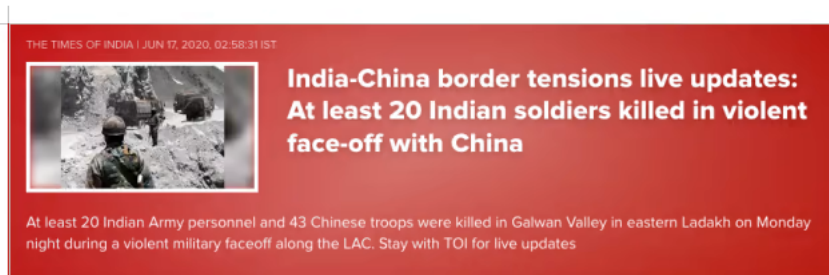 THE TIMES OF INDIA | JUN 17, 2020, 02.58:31 IST
India-China border tensions live updates:
At least 20 Indian soldiers killed in violent
face-off with China
At least 20 Indian Army personnel and 43 Chinese troops were killed in Galwan Valley in eastern Ladakh on Monday
night during a violent military faceoff along the LAC. Stay with TOI for live updates